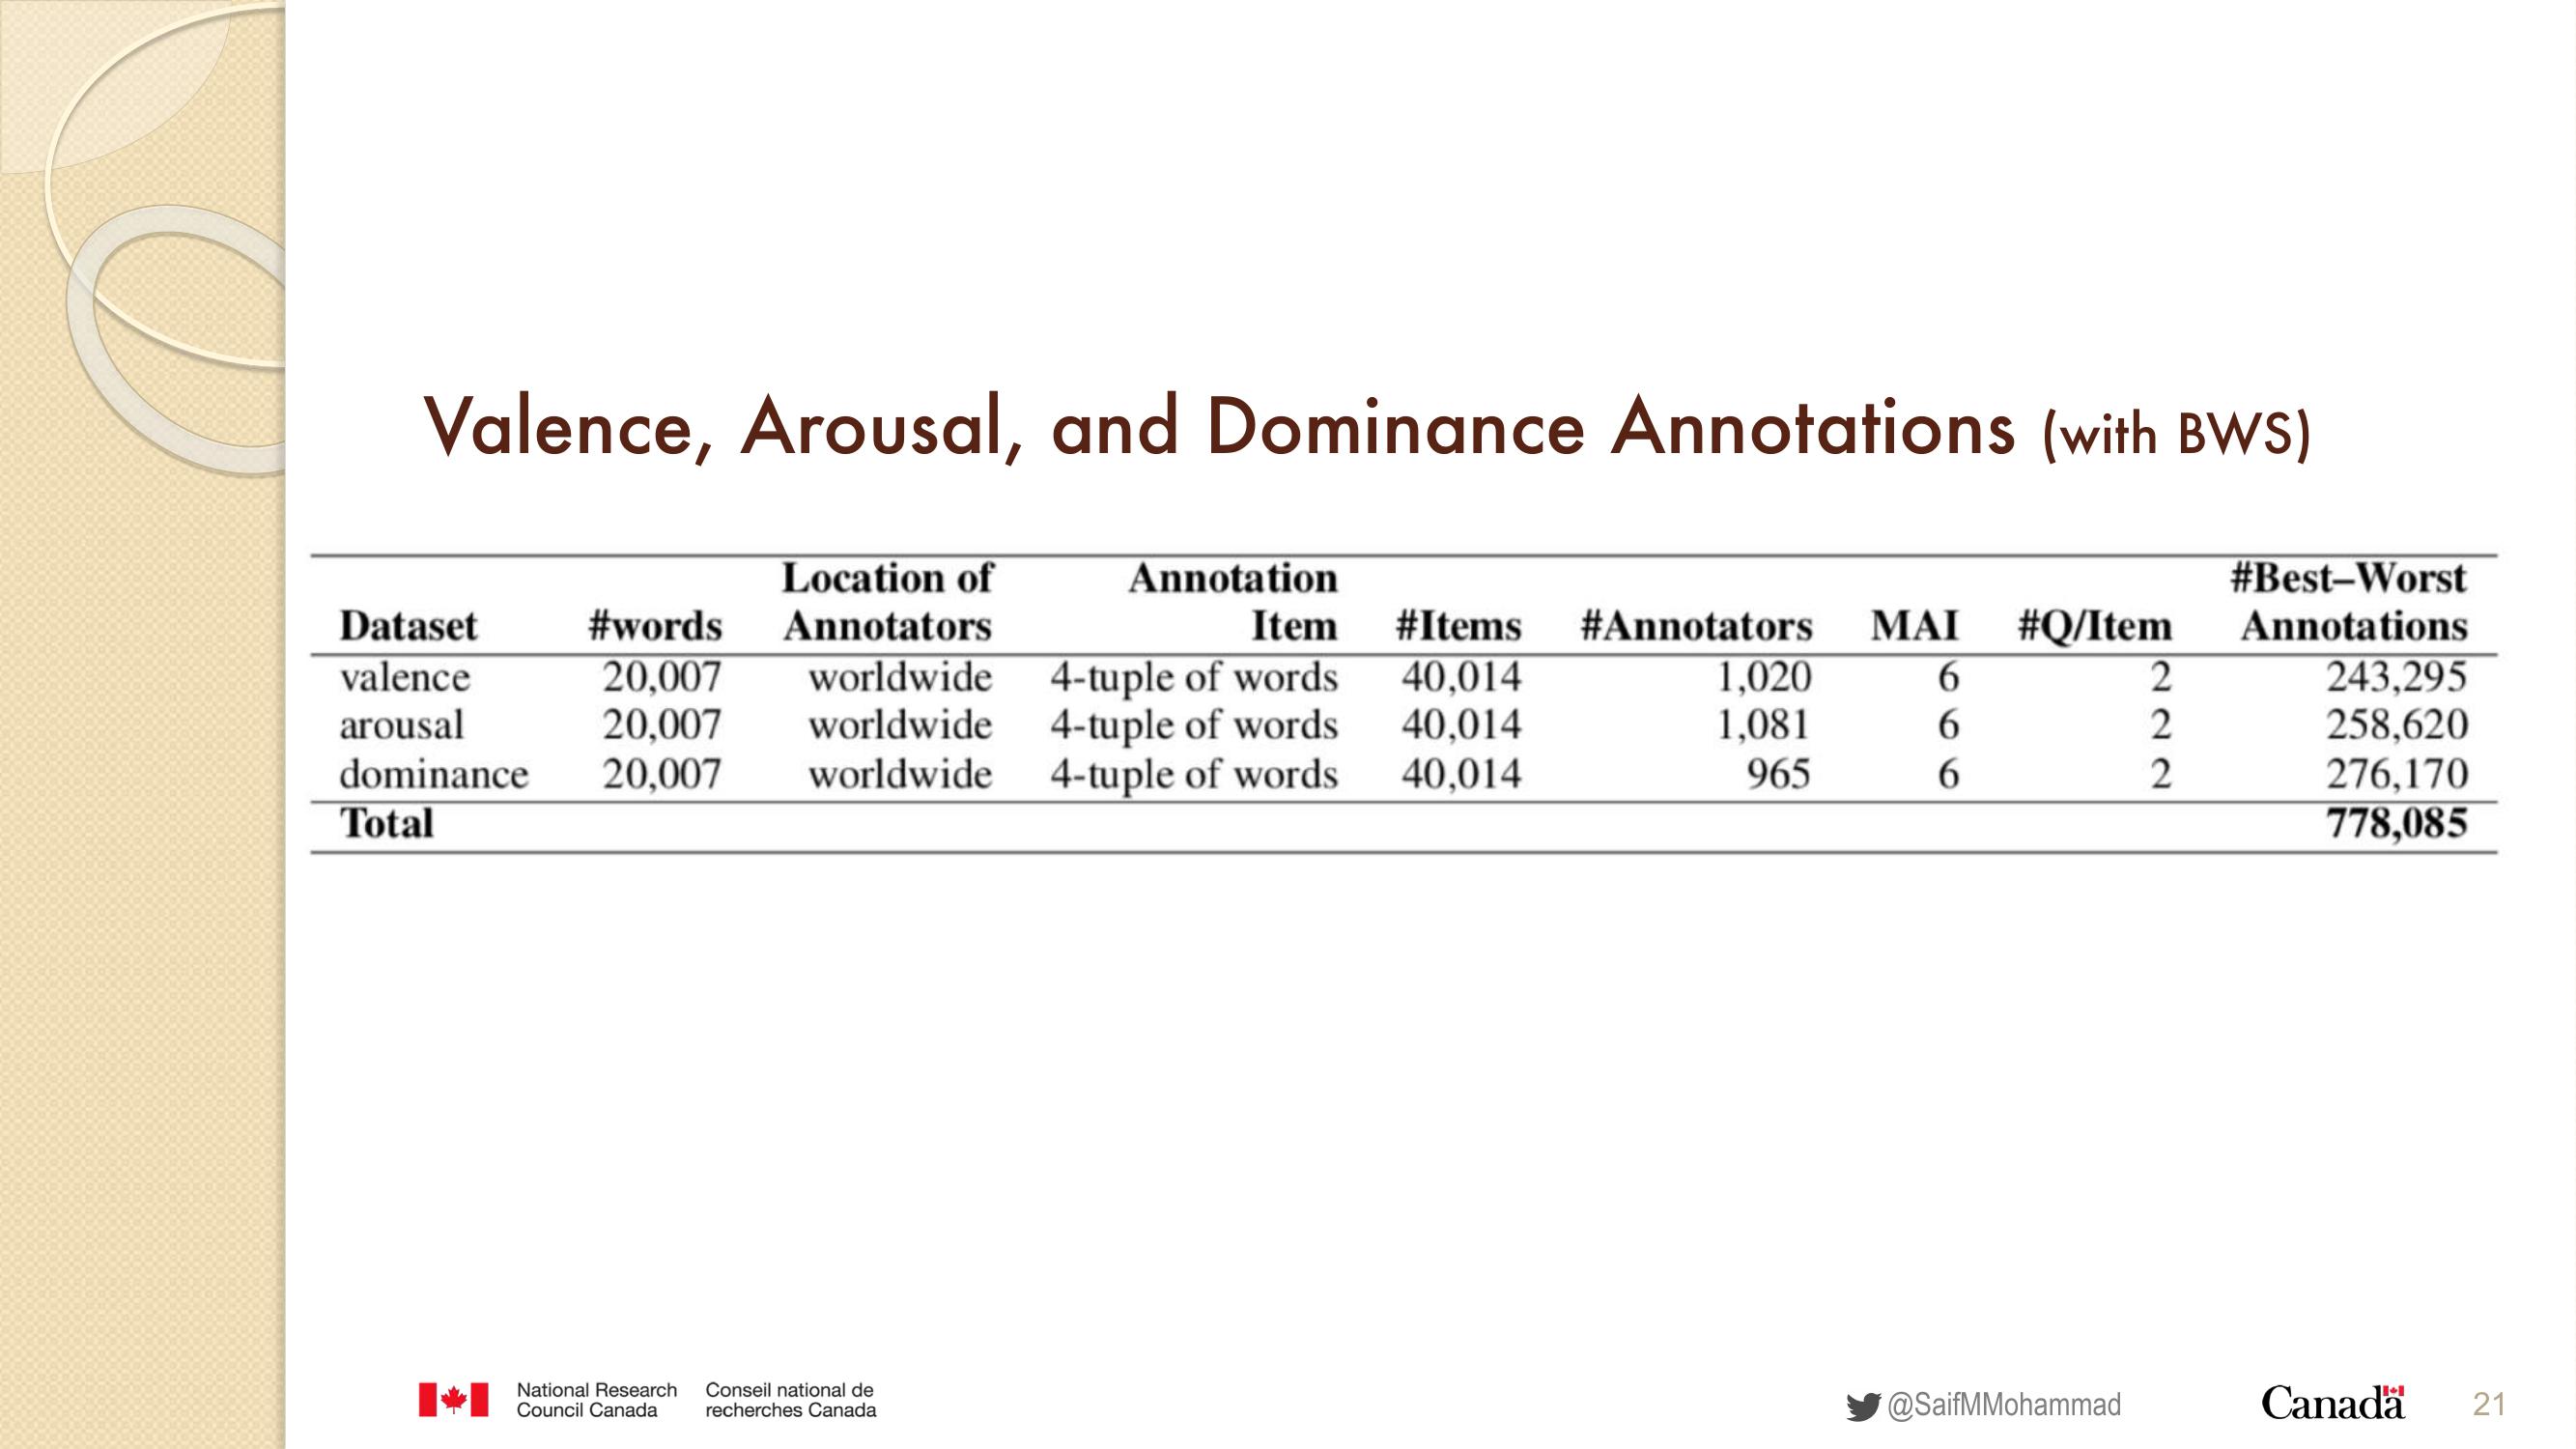 Valence, Arousal, and Dominance Annotations (with BWS)
Location of Annotation #Best–Worst
Dataset #words Annotators Item #Items #Annotators MAI #Q/Item Annotations
valence 20,007 worldwide 4-tuple of words 40,014 1,020 6 2 243,295
arousal 20,007 worldwide 4-tuple of words 40,014 1,081 6 2 258,620
dominance 20,007 worldwide 4-tuple of words 40,014 965 6 2 276,170
Total 778,085
National Research Council Canada
Conseil national de recherches Canada
@SaifMMohammad
Canada
21